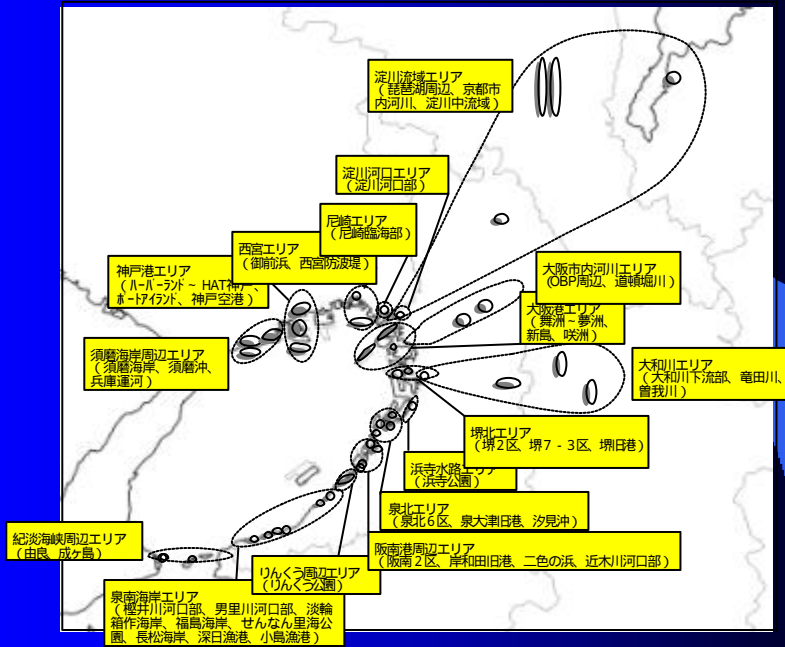 淀川流域エリア
(琵琶湖周辺、京都市
内河川、淀川中流域)
淀川河口エリア
(淀川河口部)
尼崎エリア
(尼崎臨海部)
西宮エリア
(御前浜、西宮防波堤)
神戸港エリア
(ハーバーランド~HAT神戸、
ポートアイランド、神戸空港)
大阪市内河川エリア
(OBP周辺、道頓堀川)
大阪港エリア
(舞洲~夢洲、
新島、咲洲)
須磨海岸周辺エリア
(須磨海岸、須磨沖、
兵庫運河)
大和川エリア
(大和川下流部、竜田川、
曽我川)
堺北エリア
(堺2区、堺7-3区、堺旧港)
浜寺水路エリア
(浜寺公園)
泉北エリア
(泉北6区、泉大津旧港、汐見沖)
紀淡海峡周辺エリア
(由良、成ヶ島)
阪南港周辺エリア
(阪南2区、岸和田旧港、二色の浜、近木川河口部)
りんくう周辺エリア
(りんくう公園)
泉南海岸エリア
(樫井川河口部、男里川河口部、淡輪
箱作海岸、福島海岸、せんなん里海公
園、長松海岸、深日漁港、小島漁港)